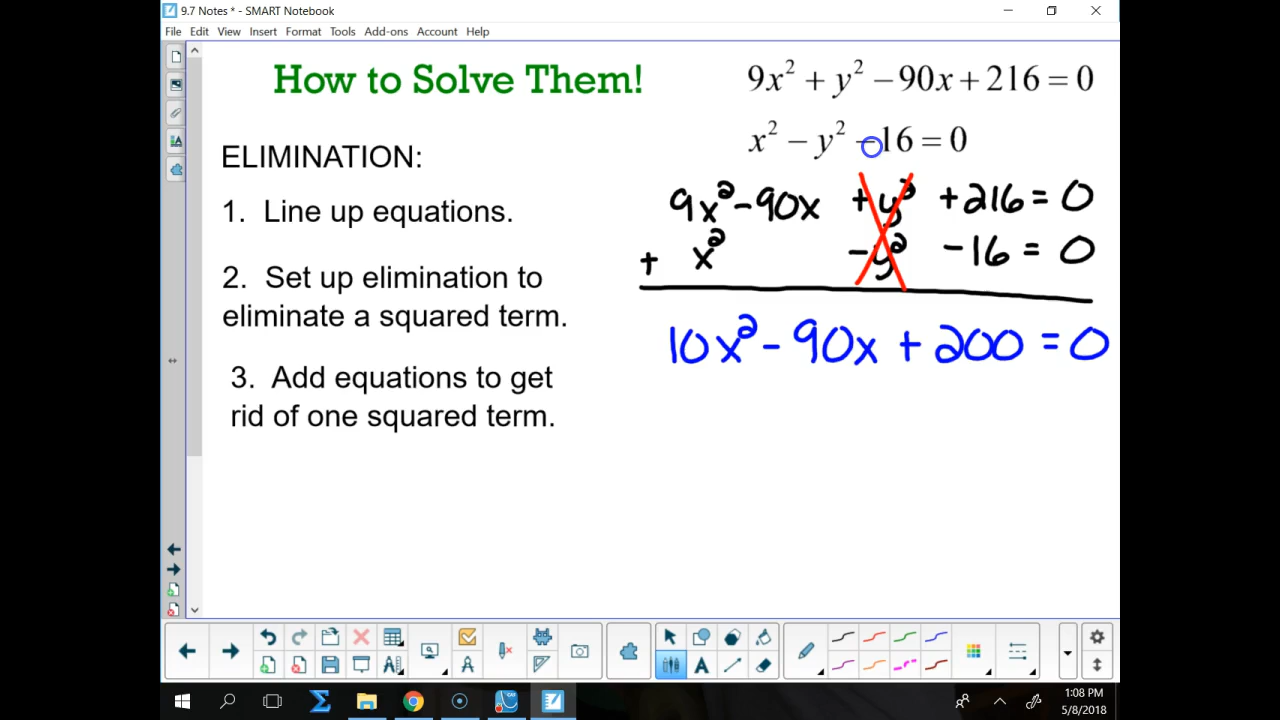 9.7 Notes * - SMART Notebook
File Edit View Insert Format Tools Add-ons Account Help
How to Solve Them!
9x² + y² − 90x + 216 = 0
x² − y² − 16 = 0
ELIMINATION:
1. Line up equations.
2. Set up elimination to
eliminate a squared term.
3. Add equations to get
rid of one squared term.
9x² - 90x + y² + 216 = 0
+ x² - y² - 16 = 0
10x² - 90x + 200 = 0
1:08 PM
5/8/2018